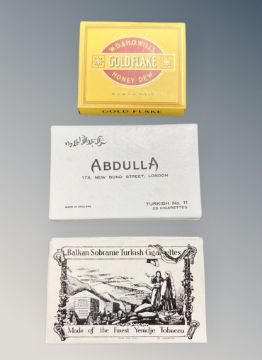 W.D.& H.O. WILLS
GOLD FLAKE
HONEY DEW
GOLD FLAKE
ABDULLA
173, NEW BOND STREET, LONDON
TURKISH No. 11
MADE IN ENGLAND
25 CIGARETTES
Balkan Sobranie Turkish Cigarettes
Made of the Finest Yenidje Tobacco